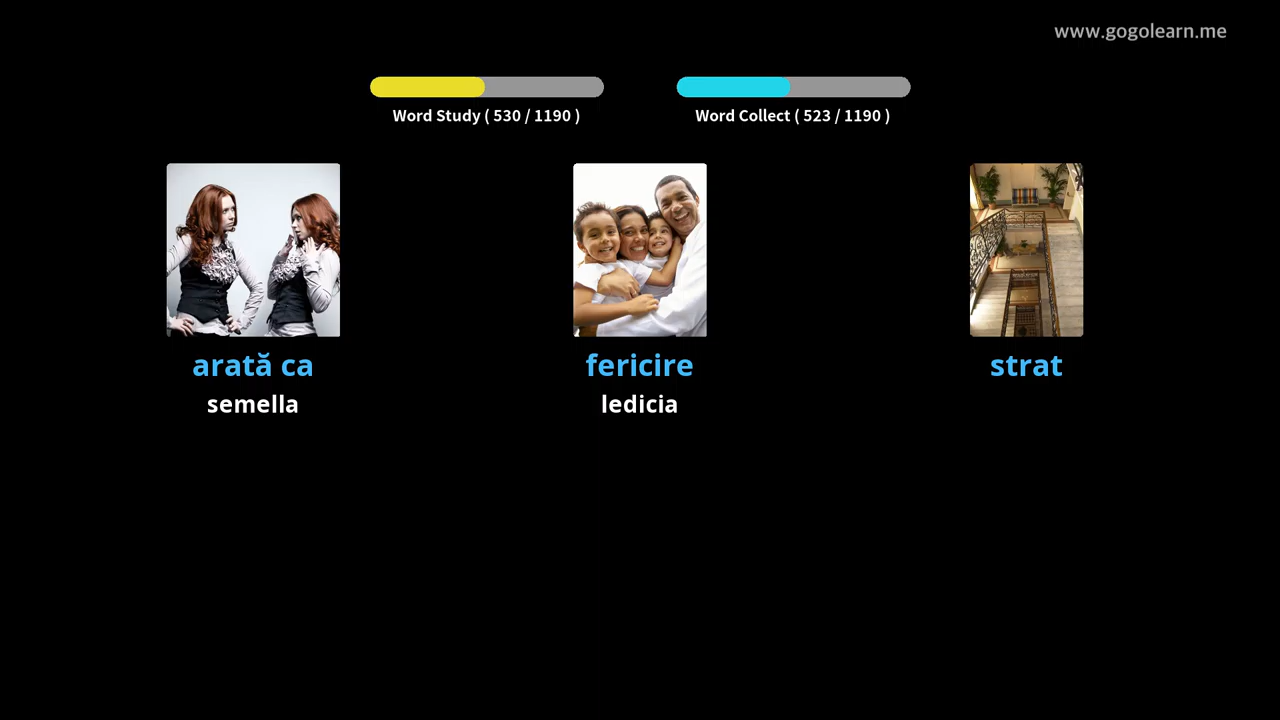 www.gogolearn.me
Word Study ( 530 / 1190 )
Word Collect ( 523 / 1190 )
arată ca
semella
fericire
ledicia
strat